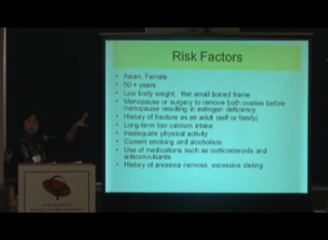 Risk Factors
• Asian, Female
• 50 + years
• Low body weight, thin small boned frame
• Menopause or surgery to remove both ovaries before
menopause resulting in estrogen deficiency
• History of fracture as an adult (self or family)
• Long-term low calcium intake
• Inadequate physical activity
• Current smoking and alcoholism
• Use of medications such as corticosteroids and
anticonvulsants
• History of anorexia nervosa, excessive dieting